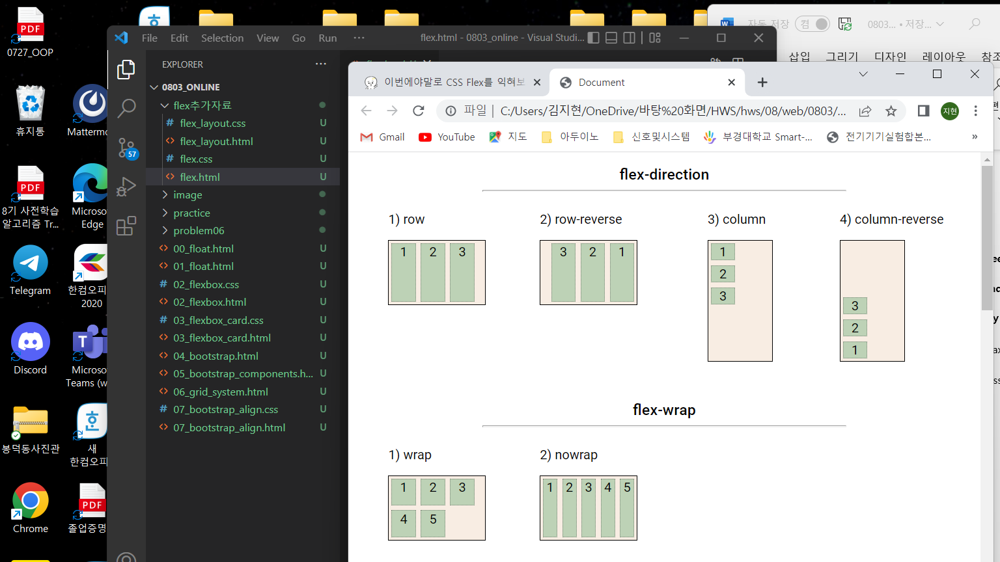 0727_OOP
휴지통
8기 사전학습
알고리즘 Tr...
Telegram
Discord
봉덕동사진관
Chrome
Mattermo
Microso
Edge
한컴오피
2020
Microso
Teams (w
새
한컴오피
졸업증명
File Edit Selection View Go Run ···
flex.html - 0803_online - Visual Studi...
EXPLORER ···
0803_ONLINE
flex추가자료
flex_layout.css U
flex_layout.html U
flex.css U
flex.html U
image
practice
problem06
00_float.html U
01_float.html U
02_flexbox.css U
02_flexbox.html U
03_flexbox_card.css U
03_flexbox_card.html U
04_bootstrap.html U
05_bootstrap_components.h... U
06_grid_system.html U
07_bootstrap_align.css U
07_bootstrap_align.html U
57
자동 저장 켬 0803... • 저장...
삽입 그리기 디자인 레이아웃 참조
이번에야말로 CSS Flex를 익혀보
Document
파일 | C:/Users/김지현/OneDrive/바탕%20화면/HWS/hws/08/web/0803/...
지현
Gmail YouTube 지도 아두이노 신호및시스템 부경대학교 Smart-... 전기기기실험합본... »
flex-direction
1) row 2) row-reverse 3) column 4) column-reverse
1 2 3
3 2 1
1
2
3
3
2
1
flex-wrap
1) wrap 2) nowrap
1 2 3
4 5
1 2 3 4 5